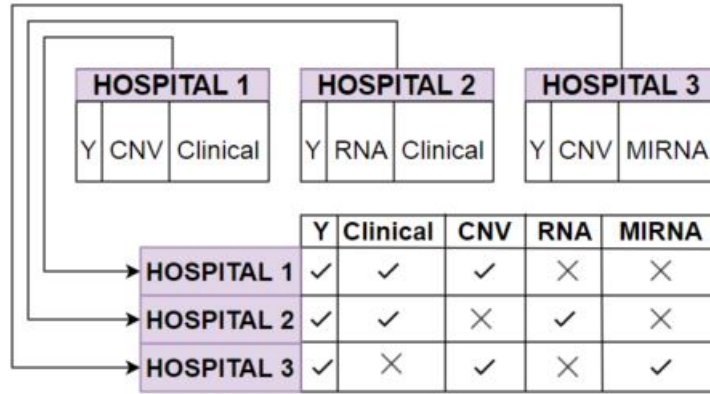 HOSPITAL 1 HOSPITAL 2 HOSPITAL 3
Y CNV Clinical Y RNA Clinical Y CNV MIRNA
Y Clinical CNV RNA MIRNA
HOSPITAL 1 ✓ ✓ ✓ ✕ ✕
HOSPITAL 2 ✓ ✓ ✕ ✓ ✕
HOSPITAL 3 ✓ ✕ ✓ ✕ ✓